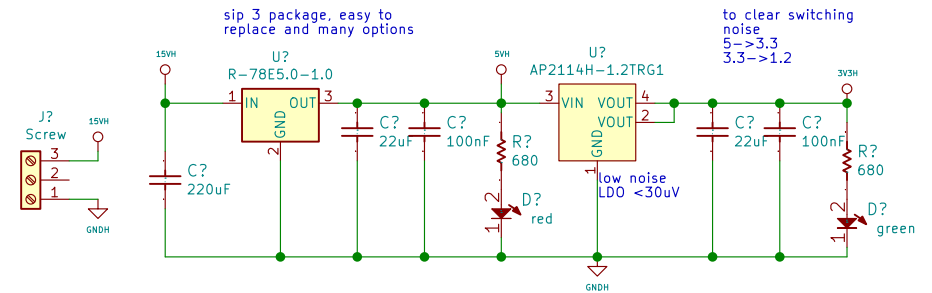 sip 3 package, easy to
replace and many options
to clear switching
noise
5->3.3
3.3->1.2
15VH
U?
R-78E5.0-1.0
5VH
U?
AP2114H-1.2TRG1
3V3H
1 IN OUT 3
GND
2
3 VIN VOUT 4
VOUT 2
GND
1
J?
Screw
15VH
3
2
1
GNDH
C?
220uF
C?
22uF
C?
100nF
R?
680
2
1
D?
red
low noise
LDO <30uV
C?
22uF
C?
100nF
R?
680
2
1
D?
green
GNDH